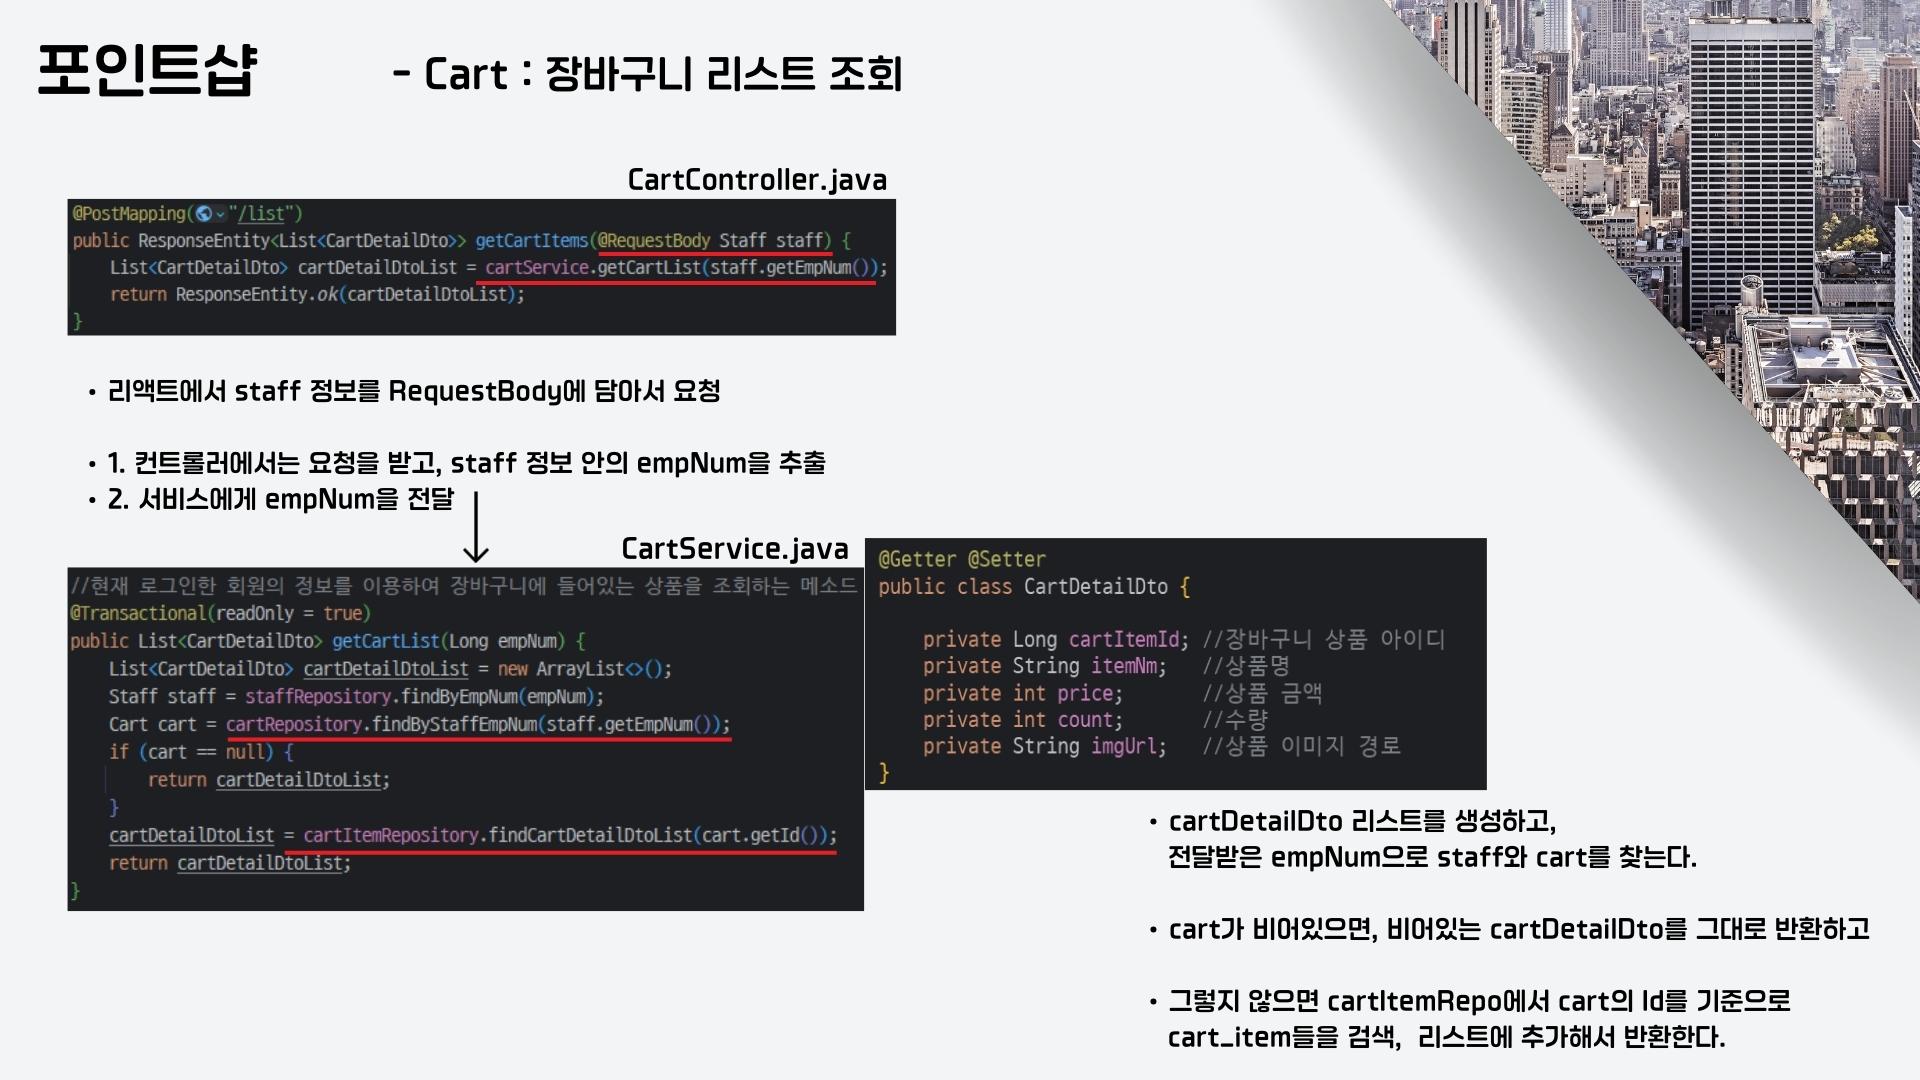 포인트샵
- Cart : 장바구니 리스트 조회
CartController.java
@PostMapping("/list")
public ResponseEntity<List<CartDetailDto>> getCartItems(@RequestBody Staff staff) {
List<CartDetailDto> cartDetailDtoList = cartService.getCartList(staff.getEmpNum());
return ResponseEntity.ok(cartDetailDtoList);
}
• 리액트에서 staff 정보를 RequestBody에 담아서 요청
• 1. 컨트롤러에서는 요청을 받고, staff 정보 안의 empNum을 추출
• 2. 서비스에게 empNum을 전달
CartService.java
//현재 로그인한 회원의 정보를 이용하여 장바구니에 들어있는 상품을 조회하는 메소드
@Transactional(readOnly = true)
public List<CartDetailDto> getCartList(Long empNum) {
List<CartDetailDto> cartDetailDtoList = new ArrayList<>();
Staff staff = staffRepository.findByEmpNum(empNum);
Cart cart = cartRepository.findByStaffEmpNum(staff.getEmpNum());
if (cart == null) {
return cartDetailDtoList;
}
cartDetailDtoList = cartItemRepository.findCartDetailDtoList(cart.getId());
return cartDetailDtoList;
}
@Getter @Setter
public class CartDetailDto {
private Long cartItemId; //장바구니 상품 아이디
private String itemNm; //상품명
private int price; //상품 금액
private int count; //수량
private String imgUrl; //상품 이미지 경로
}
• cartDetailDto 리스트를 생성하고,
전달받은 empNum으로 staff와 cart를 찾는다.
• cart가 비어있으면, 비어있는 cartDetailDto를 그대로 반환하고
• 그렇지 않으면 cartItemRepo에서 cart의 Id를 기준으로
cart_item들을 검색, 리스트에 추가해서 반환한다.